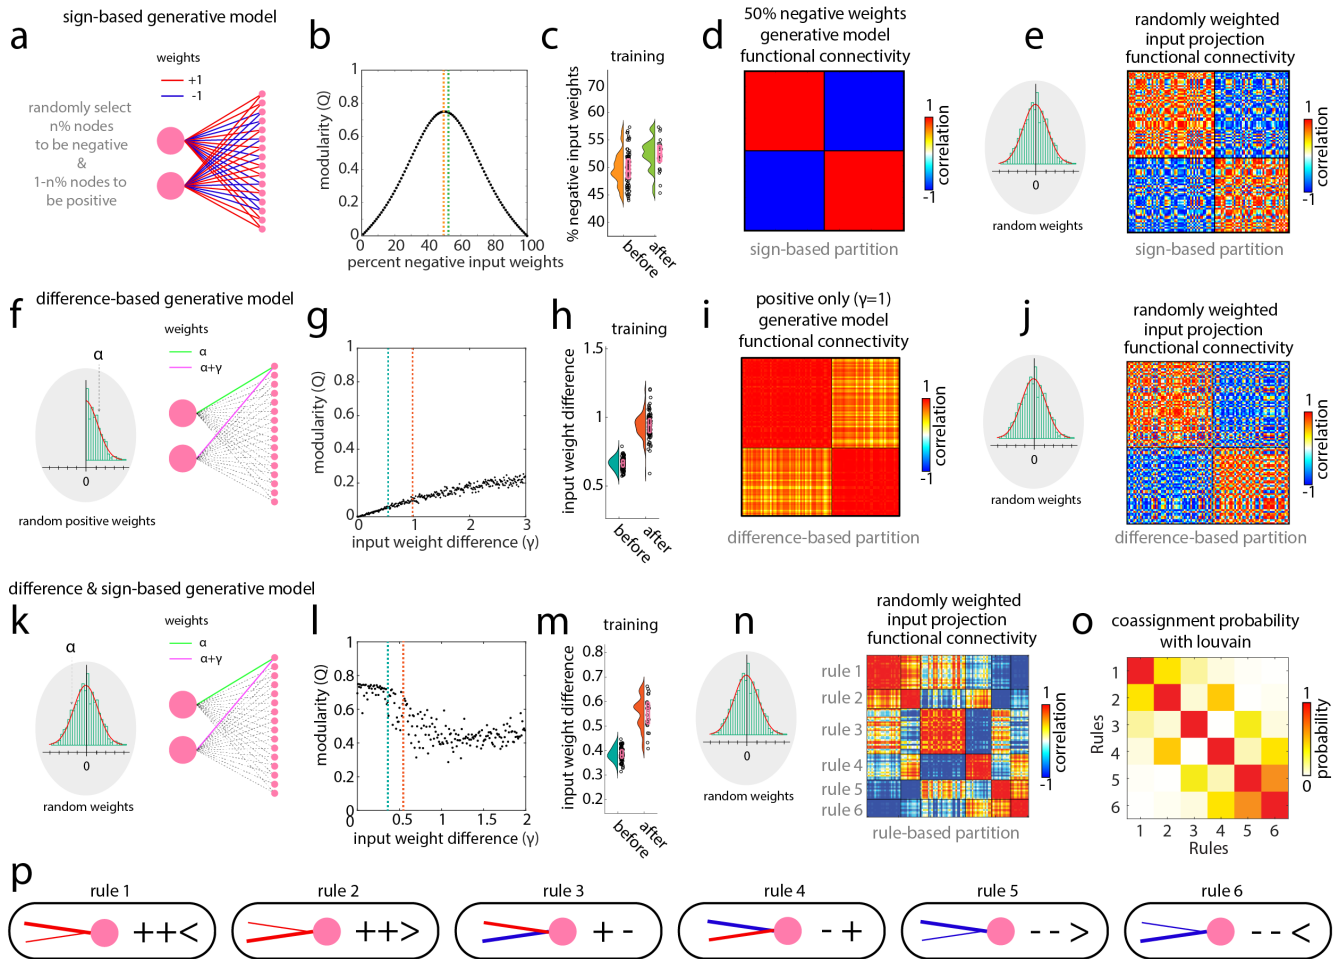 sign-based generative model
a
weights
+1
-1
randomly select
n% nodes
to be negative
&
1-n% nodes to
be positive
b
modularity (Q)
1
0.8
0.6
0.4
0.2
0
0 20 40 60 80 100
percent negative input weights
c
training
% negative input weights
70
65
60
55
50
45
40
before
after
d
50% negative weights
generative model
functional connectivity
1
correlation
-1
sign-based partition
e
randomly weighted
input projection
functional connectivity
0
random weights
1
correlation
-1
sign-based partition
f
difference-based generative model
weights
α
α+γ
α
0
random positive weights
g
modularity (Q)
1
0.8
0.6
0.4
0.2
0
0 1 2 3
input weight difference (γ)
h
training
input weight difference
1.5
1
0.5
before
after
i
positive only (γ=1)
generative model
functional connectivity
1
correlation
-1
difference-based partition
j
randomly weighted
input projection
functional connectivity
0
random weights
1
correlation
-1
difference-based partition
difference & sign-based generative model
k
weights
α
α+γ
α
0
random weights
l
modularity (Q)
1
0.8
0.6
0.4
0.2
0
0 0.5 1 1.5 2
input weight difference (γ)
m
training
input weight difference
0.8
0.7
0.6
0.5
0.4
0.3
0.2
before
after
n
randomly weighted
input projection
functional connectivity
0
random weights
rule 1
rule 2
rule 3
rule 4
rule 5
rule 6
1
correlation
-1
rule-based partition
o
coassignment probability
with louvain
Rules
1
2
3
4
5
6
1 2 3 4 5 6
Rules
1
probability
0
p
rule 1
++<
rule 2
++>
rule 3
+ -
rule 4
- +
rule 5
- - >
rule 6
- - <